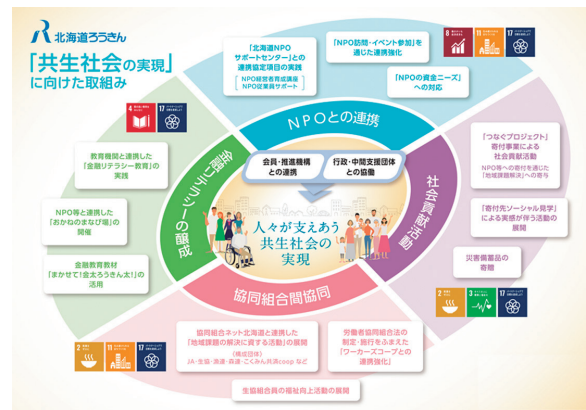 北海道ろうきん
「共生社会の実現」
に向けた取組み
「北海道NPO
サポートセンター」との
連携協定項目の実践
NPO経営者育成講座
NPO従業員サポート
「NPO訪問・イベント参加」を
通じた連携強化
「NPOの資金ニーズ」
への対応
8
11
17
4
17
NPOとの連携
会員・推進機構
との連携
行政・中間支援団体
との協働
金融リテラシーの醸成
教育機関と連携した
「金融リテラシー教育」の
実践
NPO等と連携した
「おかねのまなび場」の
開催
金融教育教材
「まかせて!金太ろうきん太!」の
活用
社会貢献活動
「つなぐプロジェクト」
寄付事業による
社会貢献活動
NPO等への寄付を通じた
「地域課題解決」への寄与
「寄付先ソーシャル見学」
による実感が伴う活動の
展開
災害備蓄品の
寄贈
2
3
17
人々が支えあう
共生社会の
実現
協同組合間協同
2
11
17
協同組合ネット北海道と連携した
「地域課題の解決に資する活動」の展開
(構成団体)
JA・生協・漁連・森連・こくみん共済coop など
労働者協同組合法の
制定・施行をふまえた
「ワーカーズコープとの
連携強化」
生協組合員の福祉向上活動の展開